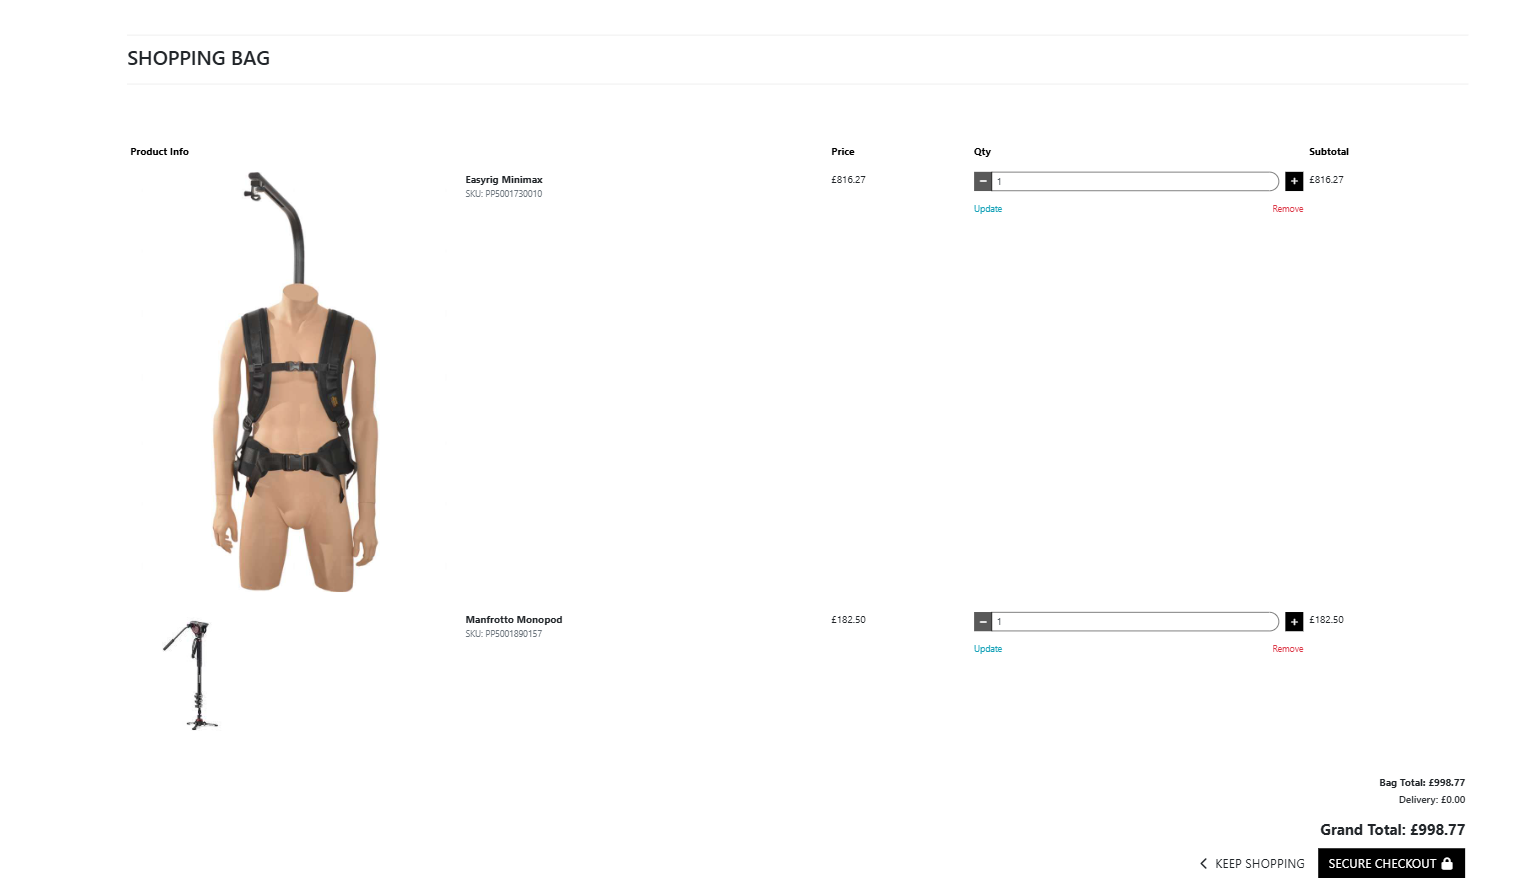 SHOPPING BAG
Product Info Price Qty Subtotal
Easyrig Minimax £816.27 1 £816.27
SKU: PP5001730010
Update Remove
Manfrotto Monopod £182.50 1 £182.50
SKU: PP5001890157
Update Remove
Bag Total: £998.77
Delivery: £0.00
Grand Total: £998.77
KEEP SHOPPING SECURE CHECKOUT